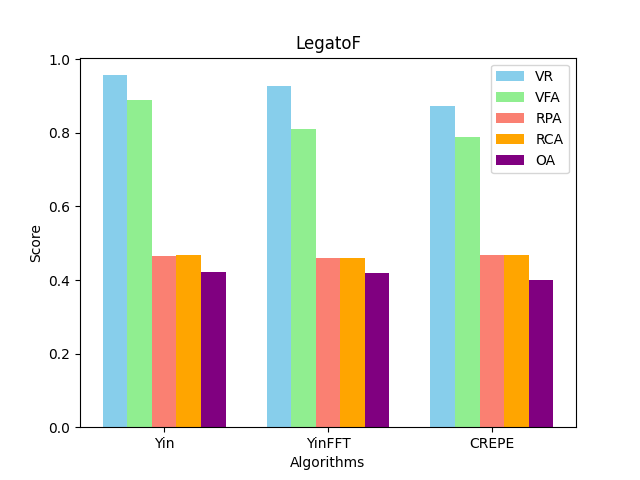 LegatoF
1.0
0.8
0.6
0.4
0.2
0.0
Score
VR
VFA
RPA
RCA
OA
Yin
YinFFT
CREPE
Algorithms